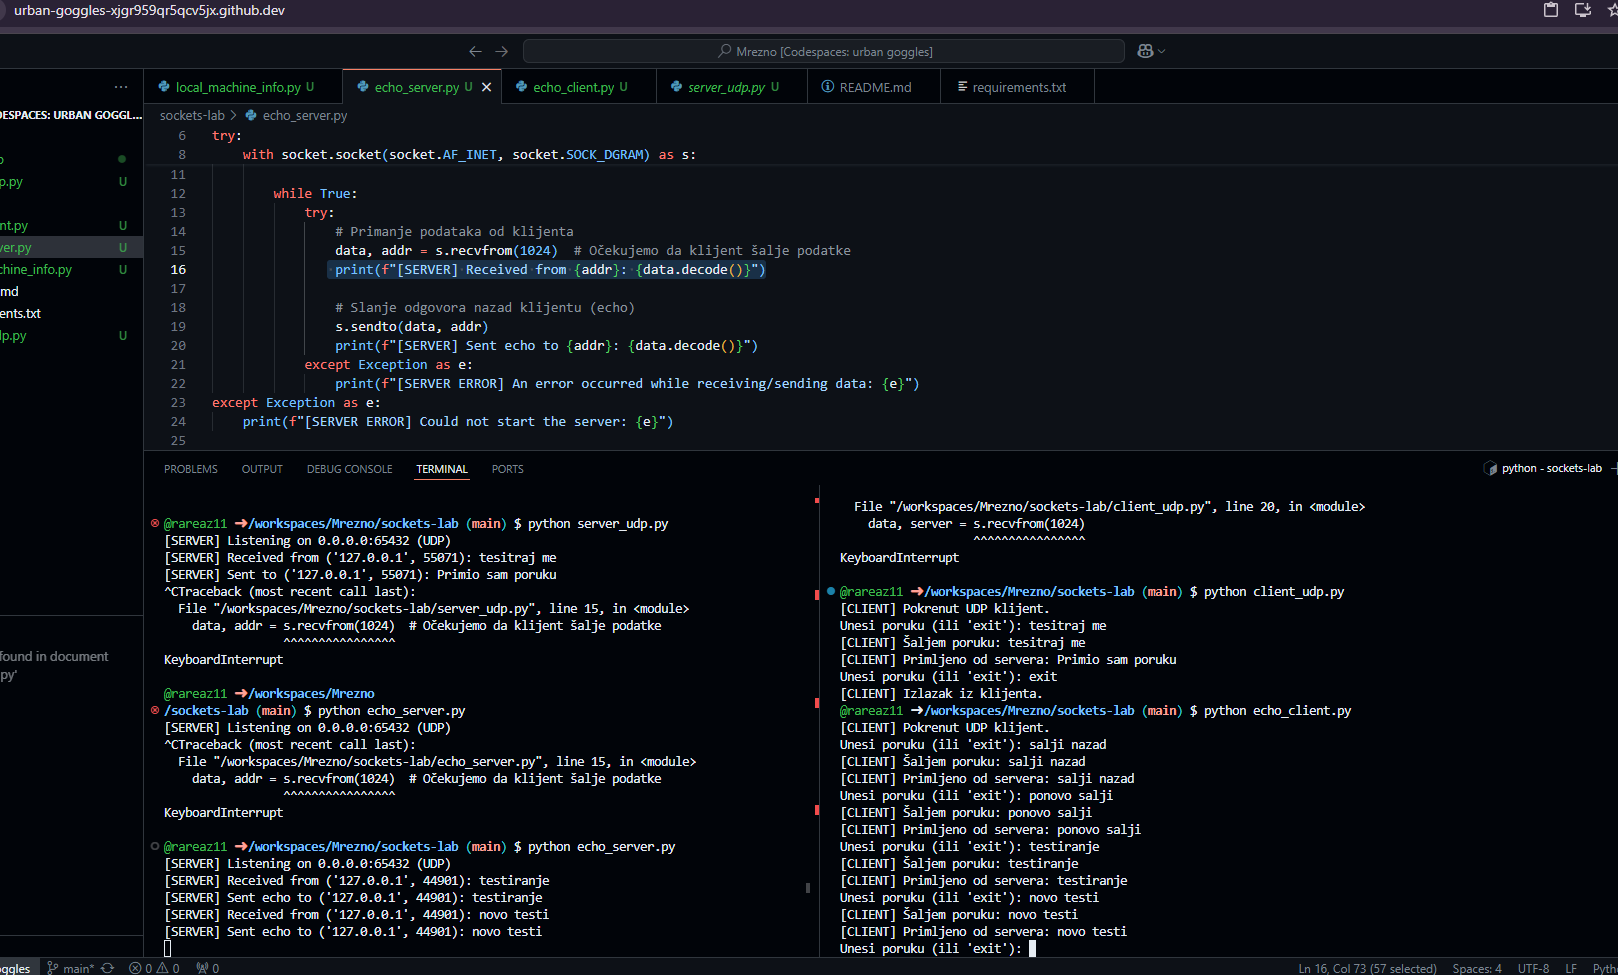 urban-goggles-xjgr959qr5qcv5jx.github.dev
Mrezno [Codespaces: urban goggles]
local_machine_info.py U
echo_server.py U
echo_client.py U
server_udp.py U
README.md
requirements.txt
DESPACES: URBAN GOGGL...
p.py U
nt.py U
ver.py U
chine_info.py U
md
ents.txt
lp.py U
found in document
py'
sockets-lab > echo_server.py
6 try:
8 with socket.socket(socket.AF_INET, socket.SOCK_DGRAM) as s:
11
12 while True:
13 try:
14 # Primanje podataka od klijenta
15 data, addr = s.recvfrom(1024)  # Očekujemo da klijent šalje podatke
16 print(f"[SERVER] Received from {addr}: {data.decode()}")
17
18 # Slanje odgovora nazad klijentu (echo)
19 s.sendto(data, addr)
20 print(f"[SERVER] Sent echo to {addr}: {data.decode()}")
21 except Exception as e:
22 print(f"[SERVER ERROR] An error occurred while receiving/sending data: {e}")
23 except Exception as e:
24 print(f"[SERVER ERROR] Could not start the server: {e}")
25
PROBLEMS OUTPUT DEBUG CONSOLE TERMINAL PORTS
python - sockets-lab
@rareaz11 ➜/workspaces/Mrezno/sockets-lab (main) $ python server_udp.py
[SERVER] Listening on 0.0.0.0:65432 (UDP)
[SERVER] Received from ('127.0.0.1', 55071): tesitraj me
[SERVER] Sent to ('127.0.0.1', 55071): Primio sam poruku
^CTraceback (most recent call last):
File "/workspaces/Mrezno/sockets-lab/server_udp.py", line 15, in <module>
data, addr = s.recvfrom(1024)  # Očekujemo da klijent šalje podatke
^^^^^^^^^^^^^^^^
KeyboardInterrupt
@rareaz11 ➜/workspaces/Mrezno
/sockets-lab (main) $ python echo_server.py
[SERVER] Listening on 0.0.0.0:65432 (UDP)
^CTraceback (most recent call last):
File "/workspaces/Mrezno/sockets-lab/echo_server.py", line 15, in <module>
data, addr = s.recvfrom(1024)  # Očekujemo da klijent šalje podatke
^^^^^^^^^^^^^^^^
KeyboardInterrupt
@rareaz11 ➜/workspaces/Mrezno/sockets-lab (main) $ python echo_server.py
[SERVER] Listening on 0.0.0.0:65432 (UDP)
[SERVER] Received from ('127.0.0.1', 44901): testiranje
[SERVER] Sent echo to ('127.0.0.1', 44901): testiranje
[SERVER] Received from ('127.0.0.1', 44901): novo testi
[SERVER] Sent echo to ('127.0.0.1', 44901): novo testi
File "/workspaces/Mrezno/sockets-lab/client_udp.py", line 20, in <module>
data, server = s.recvfrom(1024)
^^^^^^^^^^^^^^^^
KeyboardInterrupt
@rareaz11 ➜/workspaces/Mrezno/sockets-lab (main) $ python client_udp.py
[CLIENT] Pokrenut UDP klijent.
Unesi poruku (ili 'exit'): tesitraj me
[CLIENT] Šaljem poruku: tesitraj me
[CLIENT] Primljeno od servera: Primio sam poruku
Unesi poruku (ili 'exit'): exit
[CLIENT] Izlazak iz klijenta.
@rareaz11 ➜/workspaces/Mrezno/sockets-lab (main) $ python echo_client.py
[CLIENT] Pokrenut UDP klijent.
Unesi poruku (ili 'exit'): salji nazad
[CLIENT] Šaljem poruku: salji nazad
[CLIENT] Primljeno od servera: salji nazad
Unesi poruku (ili 'exit'): ponovo salji
[CLIENT] Šaljem poruku: ponovo salji
[CLIENT] Primljeno od servera: ponovo salji
Unesi poruku (ili 'exit'): testiranje
[CLIENT] Šaljem poruku: testiranje
[CLIENT] Primljeno od servera: testiranje
Unesi poruku (ili 'exit'): novo testi
[CLIENT] Šaljem poruku: novo testi
[CLIENT] Primljeno od servera: novo testi
Unesi poruku (ili 'exit'):
oggles main* 0 0 0
Ln 16, Col 73 (57 selected) Spaces: 4 UTF-8 LF Pyth